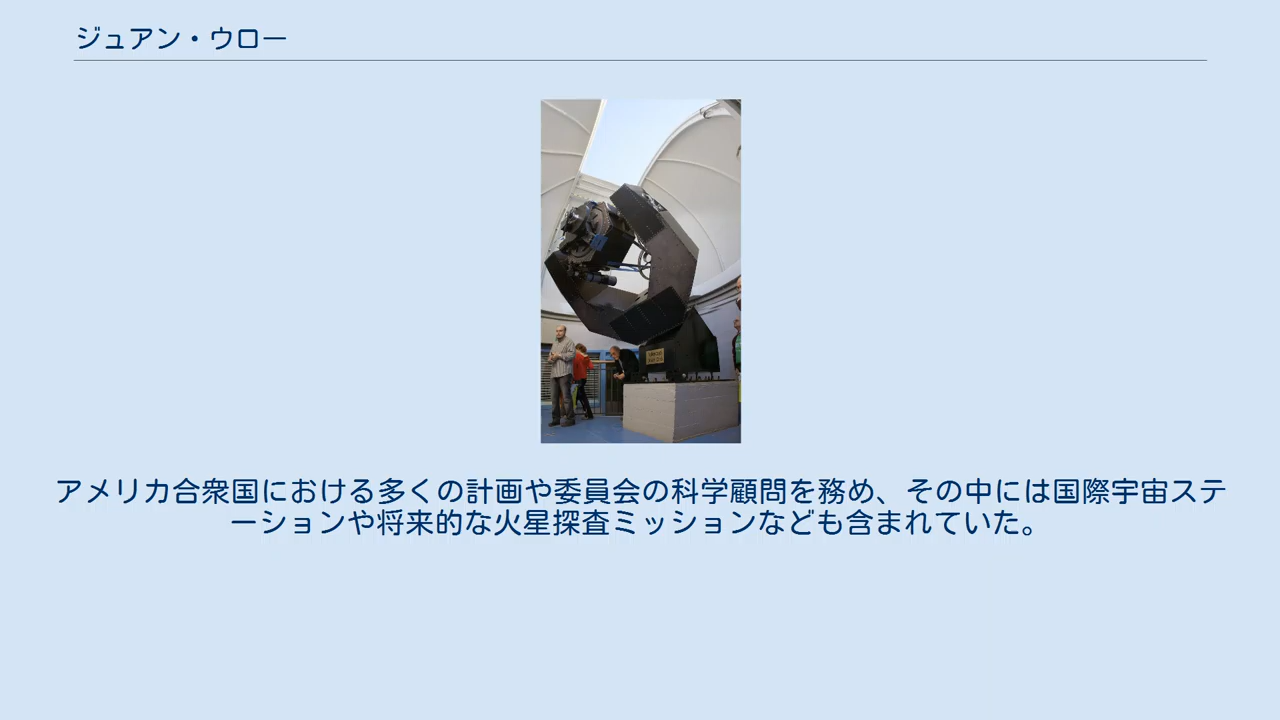 ジュアン・ウロー
アメリカ合衆国における多くの計画や委員会の科学顧問を務め、その中には国際宇宙ステ
ーションや将来的な火星探査ミッションなども含まれていた。